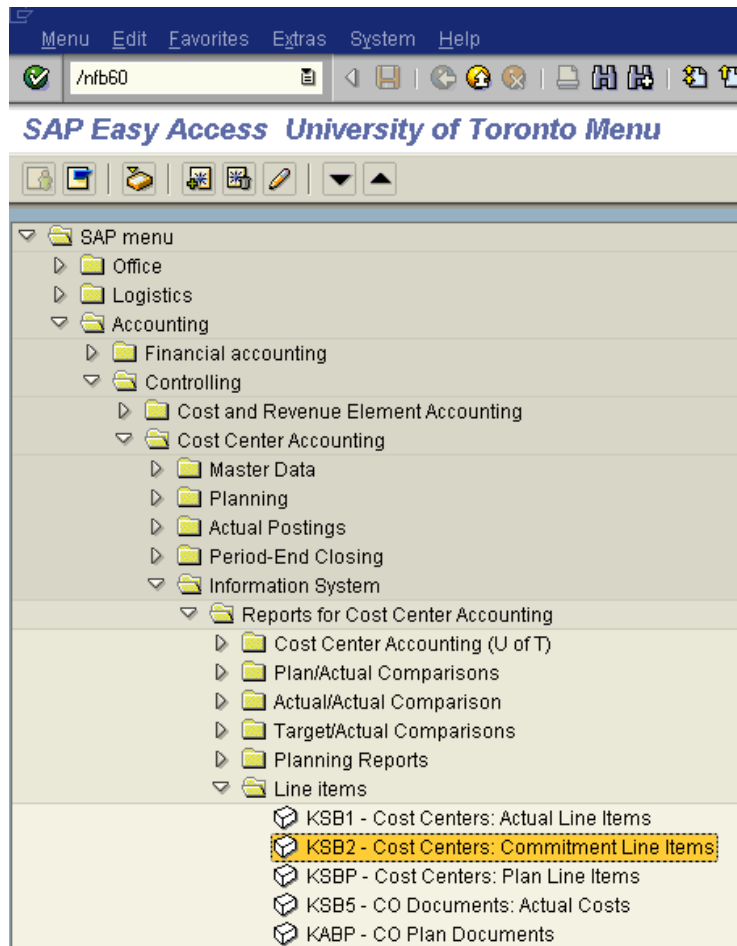 Menu Edit Favorites Extras System Help
/nfb60
SAP Easy Access University of Toronto Menu
SAP menu
Office
Logistics
Accounting
Financial accounting
Controlling
Cost and Revenue Element Accounting
Cost Center Accounting
Master Data
Planning
Actual Postings
Period-End Closing
Information System
Reports for Cost Center Accounting
Cost Center Accounting (U of T)
Plan/Actual Comparisons
Actual/Actual Comparison
Target/Actual Comparisons
Planning Reports
Line items
KSB1 - Cost Centers: Actual Line Items
KSB2 - Cost Centers: Commitment Line Items
KSBP - Cost Centers: Plan Line Items
KSB5 - CO Documents: Actual Costs
KABP - CO Plan Documents